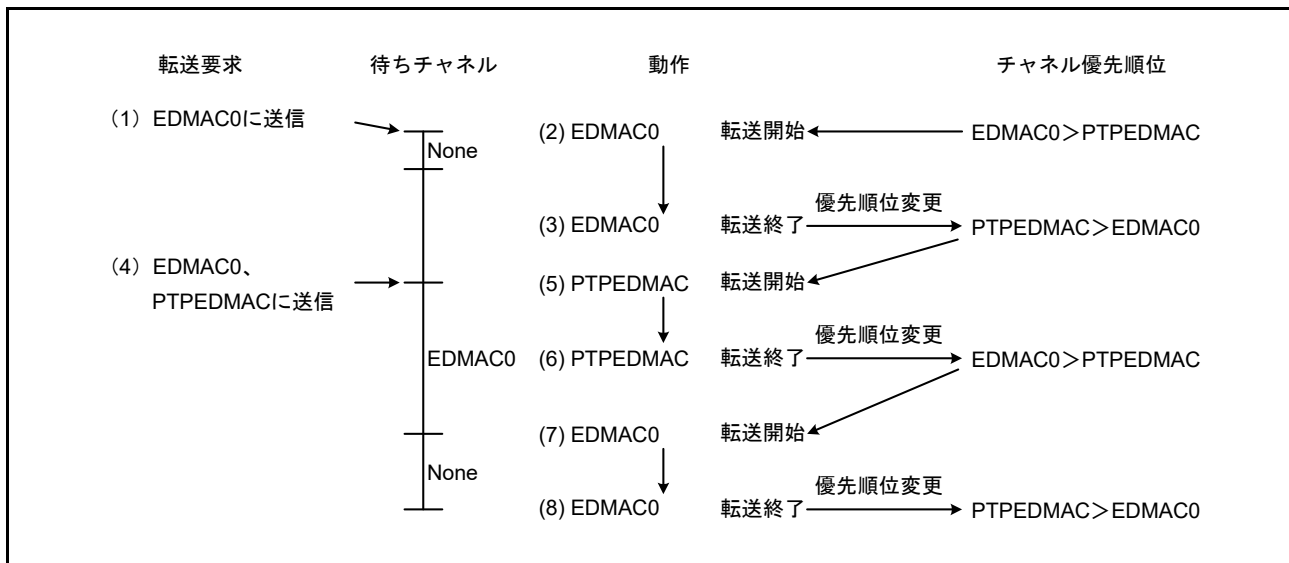 転送要求 待ちチャネル 動作 チャネル優先順位
(1) EDMAC0に送信 (2) EDMAC0 転送開始 EDMAC0＞PTPEDMAC
None
優先順位変更
(3) EDMAC0 転送終了 PTPEDMAC＞EDMAC0
(4) EDMAC0、 (5) PTPEDMAC 転送開始
PTPEDMACに送信
優先順位変更
EDMAC0 (6) PTPEDMAC 転送終了 EDMAC0＞PTPEDMAC
(7) EDMAC0 転送開始
None
優先順位変更
(8) EDMAC0 転送終了 PTPEDMAC＞EDMAC0